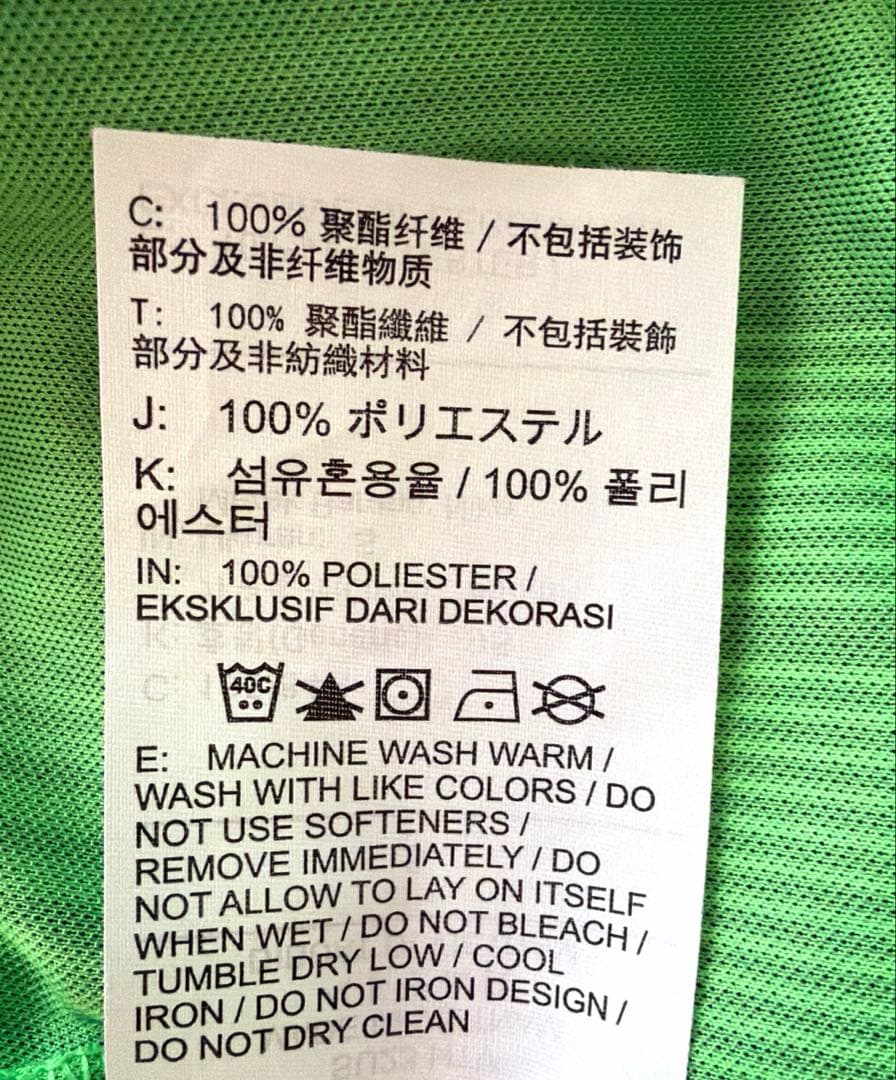 C: 100% 聚酯纤维 / 不包括装饰
部分及非纤维物质
T: 100% 聚酯纖維 / 不包括裝飾
部分及非紡織材料
J: 100% ポリエステル
K: 섬유혼용율 / 100% 폴리
에스터
IN: 100% POLIESTER /
EKSKLUSIF DARI DEKORASI
40C
E: MACHINE WASH WARM /
WASH WITH LIKE COLORS / DO
NOT USE SOFTENERS /
REMOVE IMMEDIATELY / DO
NOT ALLOW TO LAY ON ITSELF
WHEN WET / DO NOT BLEACH /
TUMBLE DRY LOW / COOL
IRON / DO NOT IRON DESIGN /
DO NOT DRY CLEAN